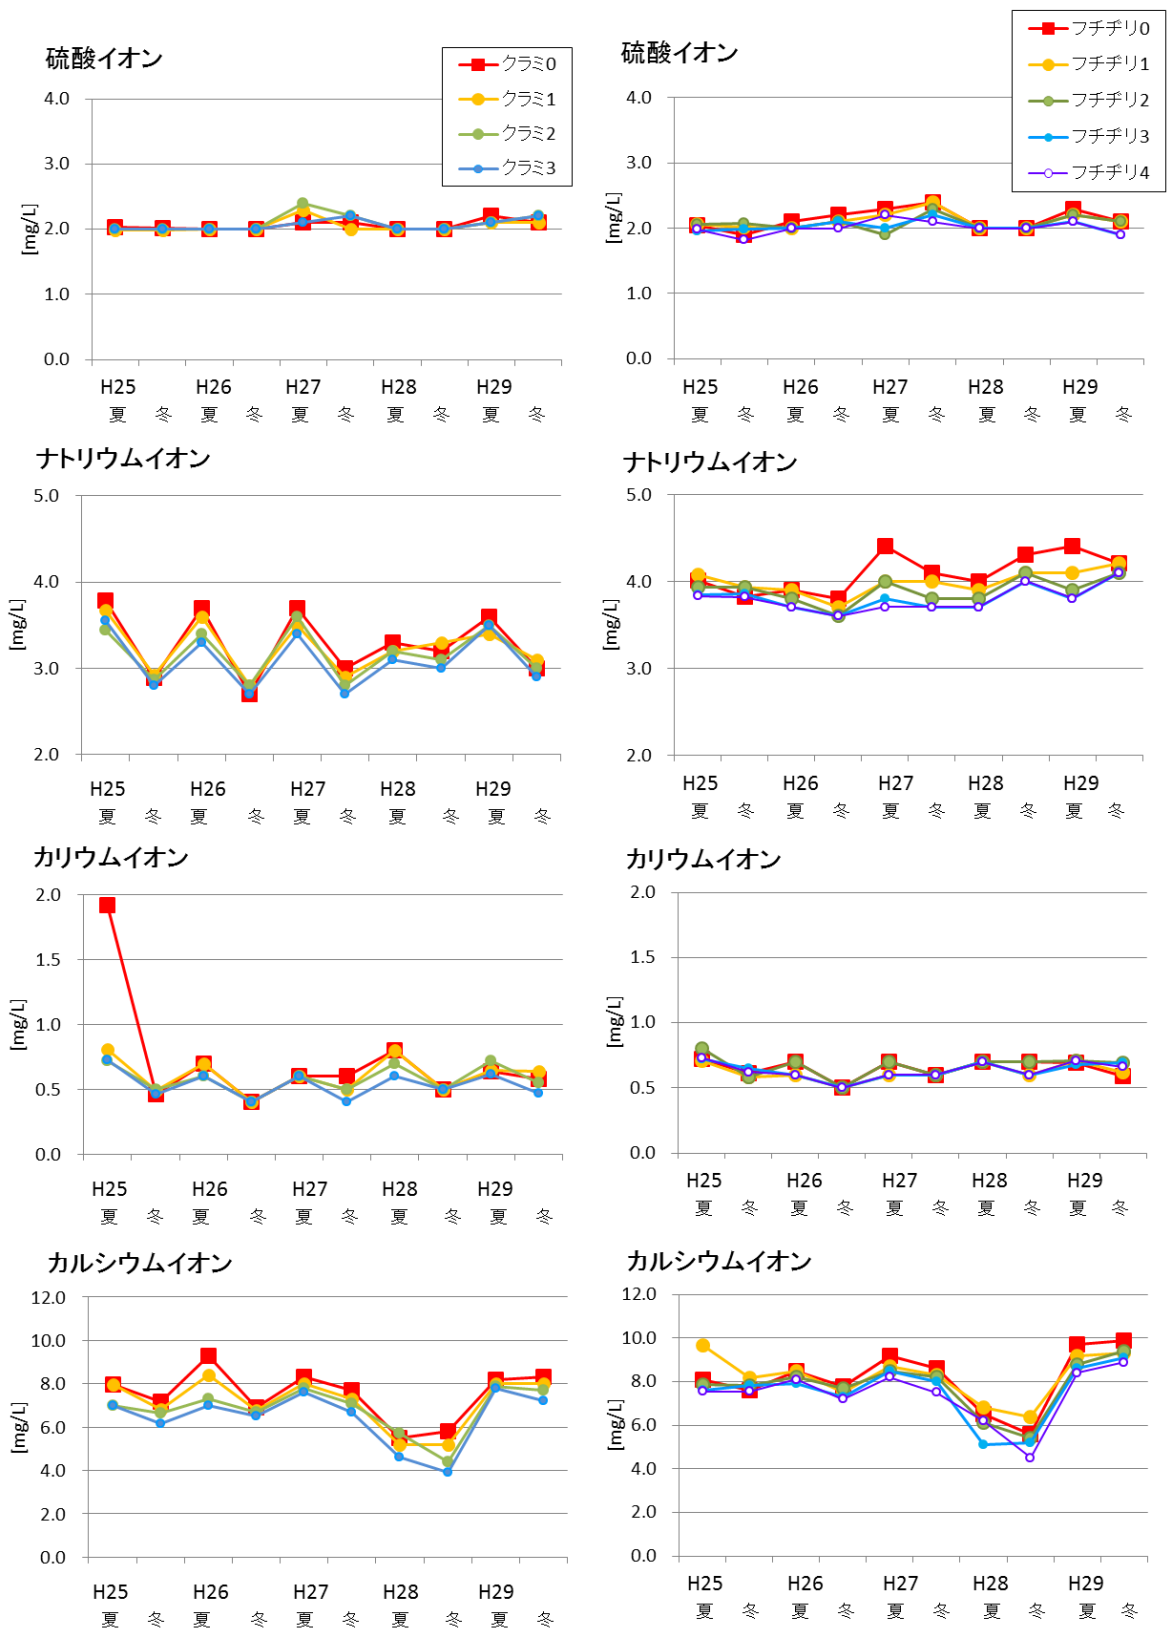 硫酸イオン
クラミ0
クラミ1
クラミ2
クラミ3
4.0
3.0
2.0
1.0
0.0
[mg/L]
H25 H26 H27 H28 H29
夏 冬 夏 冬 夏 冬 夏 冬 夏 冬
硫酸イオン
フチヂリ0
フチヂリ1
フチヂリ2
フチヂリ3
フチヂリ4
4.0
3.0
2.0
1.0
0.0
[mg/L]
H25 H26 H27 H28 H29
夏 冬 夏 冬 夏 冬 夏 冬 夏 冬
ナトリウムイオン
5.0
4.0
3.0
2.0
[mg/L]
H25 H26 H27 H28 H29
夏 冬 夏 冬 夏 冬 夏 冬 夏 冬
ナトリウムイオン
5.0
4.0
3.0
2.0
[mg/L]
H25 H26 H27 H28 H29
夏 冬 夏 冬 夏 冬 夏 冬 夏 冬
カリウムイオン
2.0
1.5
1.0
0.5
0.0
[mg/L]
H25 H26 H27 H28 H29
夏 冬 夏 冬 夏 冬 夏 冬 夏 冬
カリウムイオン
2.0
1.5
1.0
0.5
0.0
[mg/L]
H25 H26 H27 H28 H29
夏 冬 夏 冬 夏 冬 夏 冬 夏 冬
カルシウムイオン
12.0
10.0
8.0
6.0
4.0
2.0
0.0
[mg/L]
H25 H26 H27 H28 H29
夏 冬 夏 冬 夏 冬 夏 冬 夏 冬
カルシウムイオン
12.0
10.0
8.0
6.0
4.0
2.0
0.0
[mg/L]
H25 H26 H27 H28 H29
夏 冬 夏 冬 夏 冬 夏 冬 夏 冬